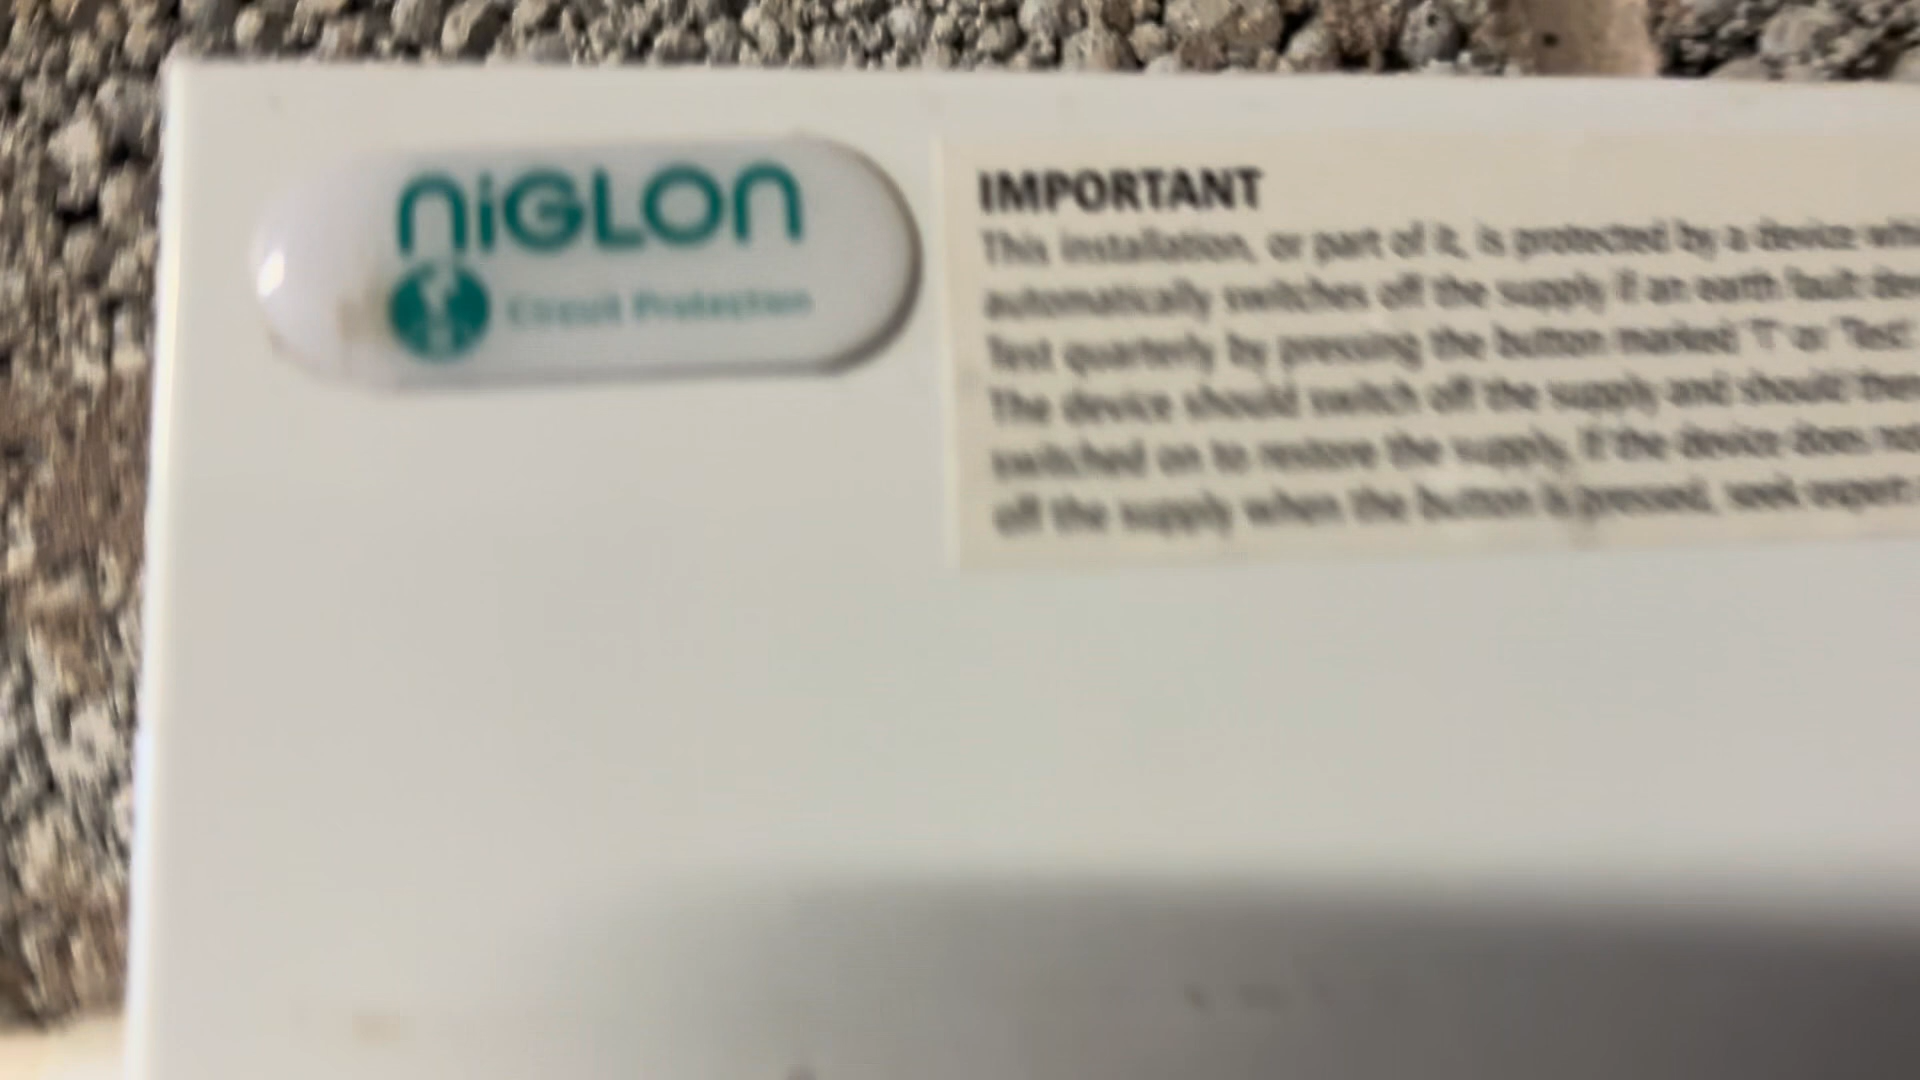 NiGLON
Circuit Protection
IMPORTANT
This installation, or part of it, is protected by a device
automatically switches off the supply if an earth fault
Test quarterly by pressing the button marked 'T' or 'Test'
The device should switch off the supply and should
switched on to restore the supply. If the device does
off the supply when the button is pressed, seek expert